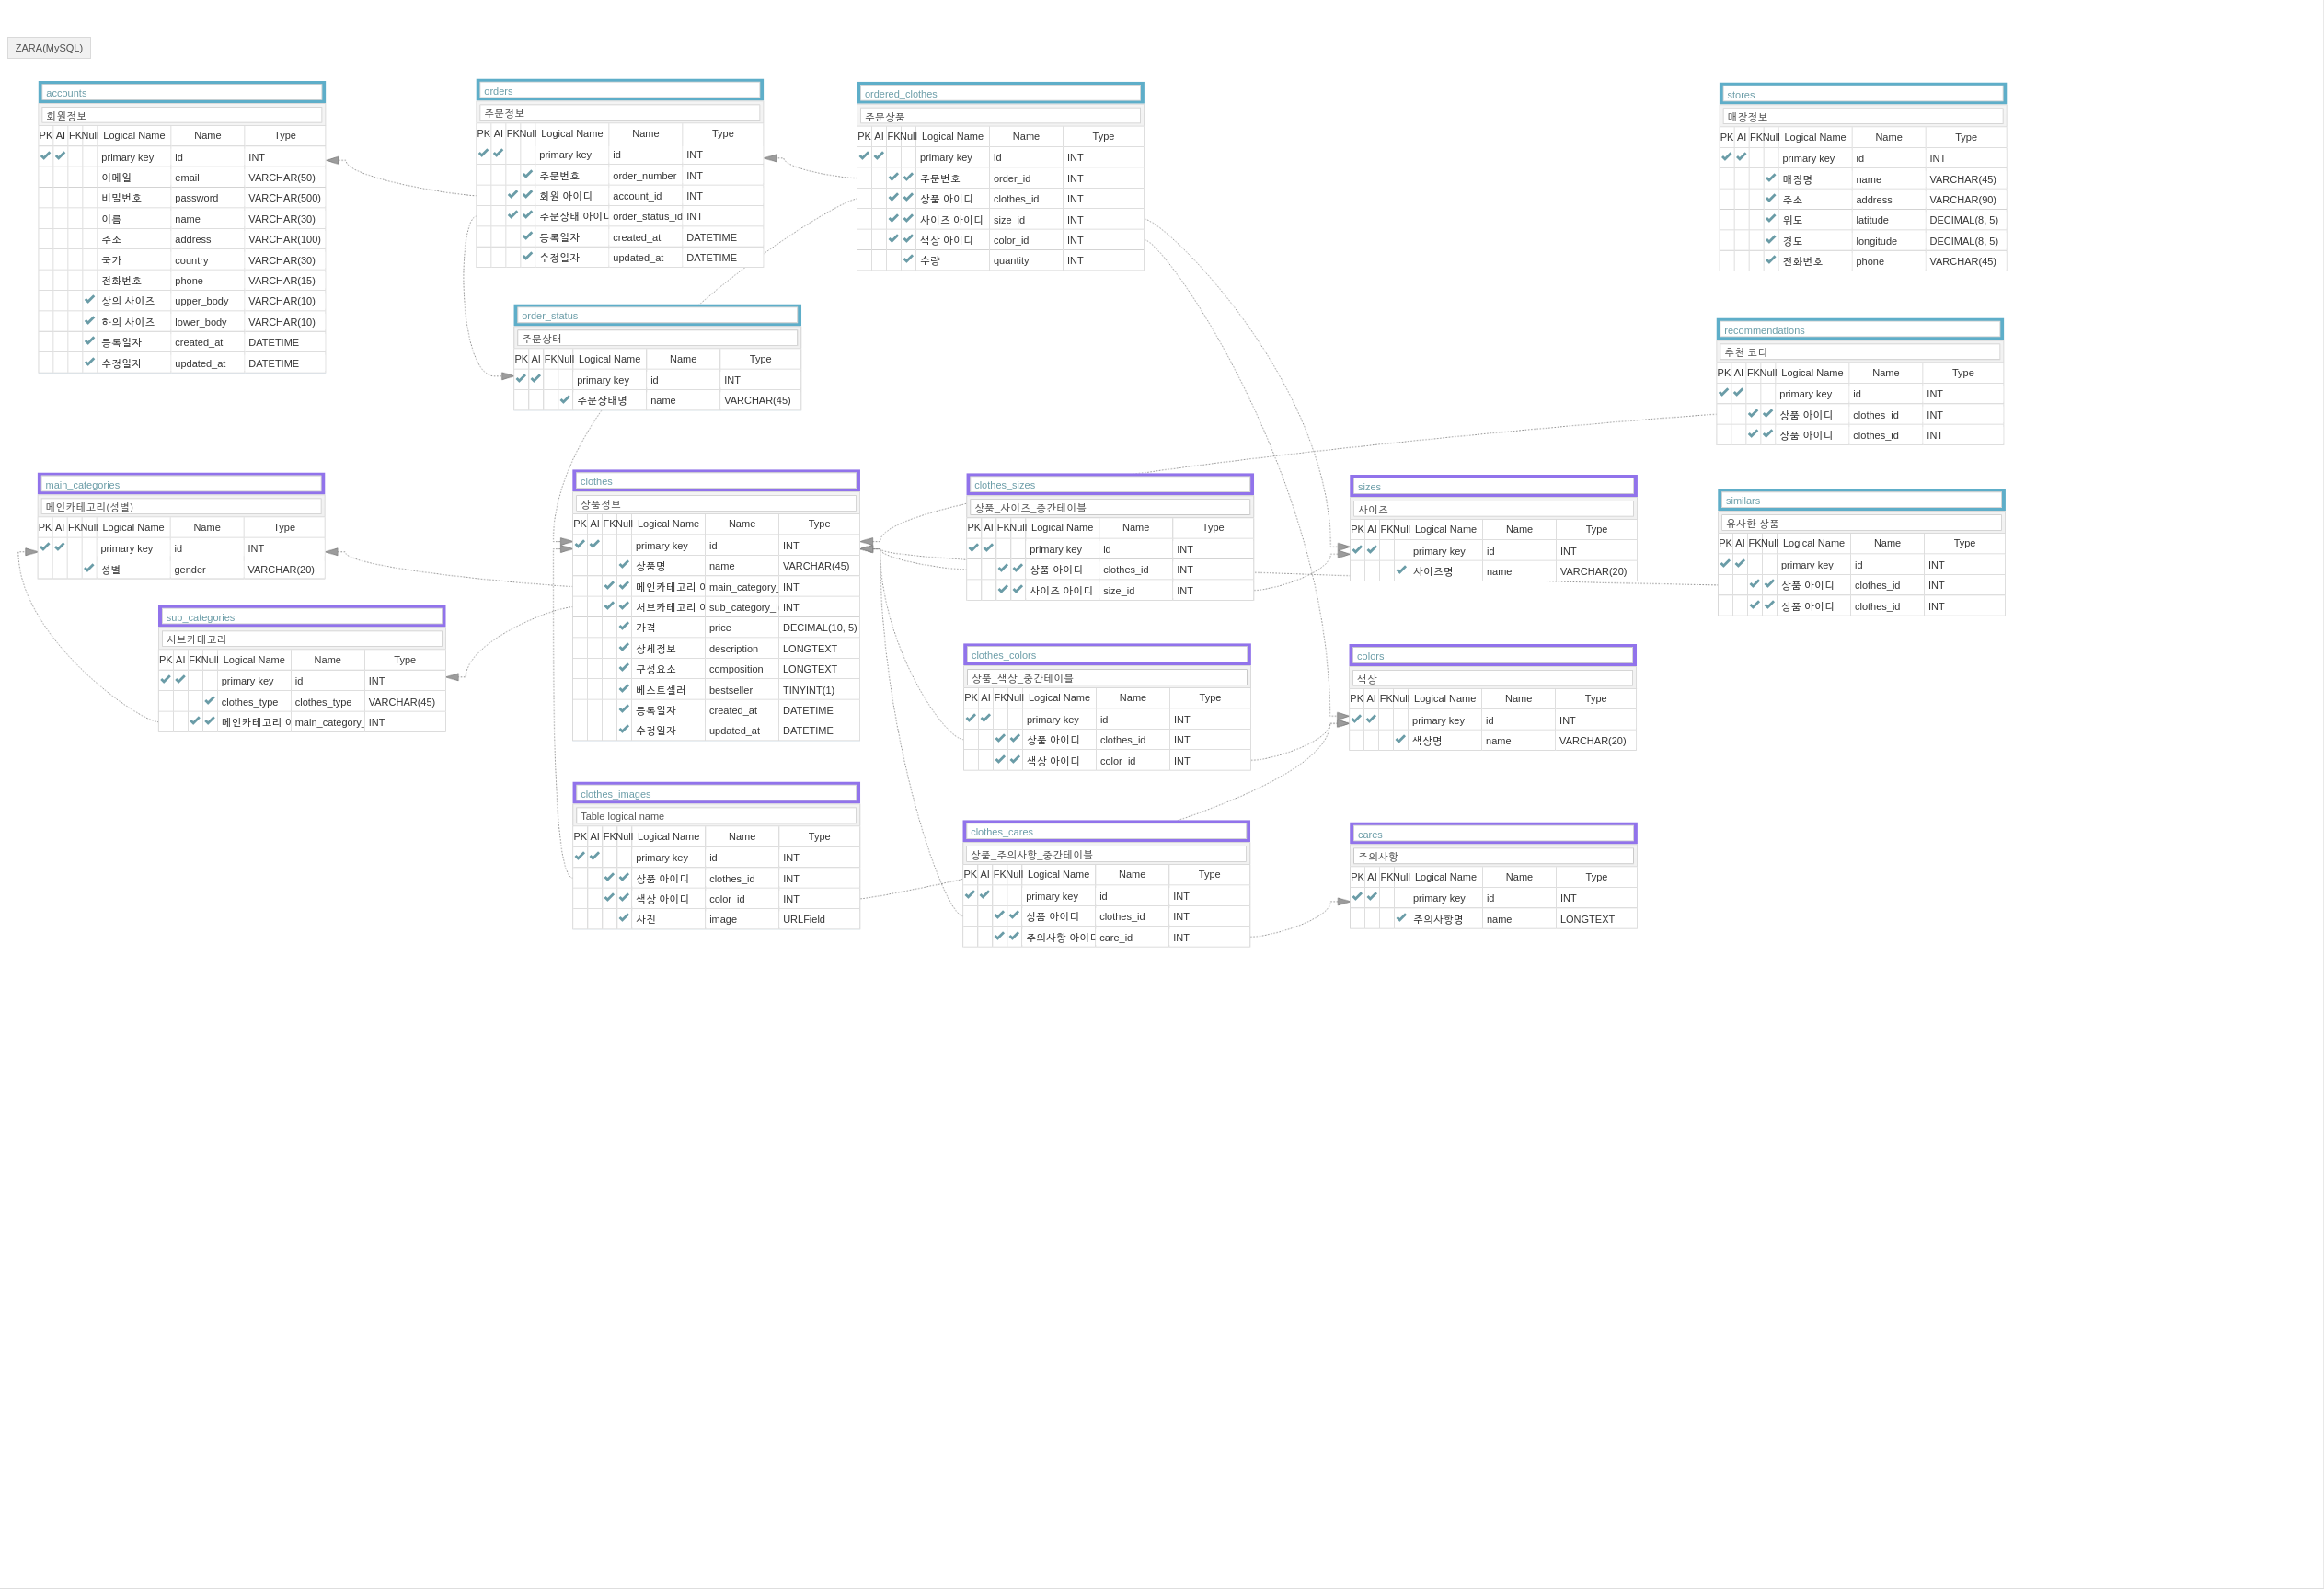 ZARA(MySQL)
accounts
회원정보
PK AI FK Null Logical Name Name Type
primary key id INT
이메일 email VARCHAR(50)
비밀번호 password VARCHAR(500)
이름 name VARCHAR(30)
주소 address VARCHAR(100)
국가 country VARCHAR(30)
전화번호 phone VARCHAR(15)
상의 사이즈 upper_body VARCHAR(10)
하의 사이즈 lower_body VARCHAR(10)
등록일자 created_at DATETIME
수정일자 updated_at DATETIME
orders
주문정보
PK AI FK Null Logical Name Name Type
primary key id INT
주문번호 order_number INT
회원 아이디 account_id INT
주문상태 아이디 order_status_id INT
등록일자 created_at DATETIME
수정일자 updated_at DATETIME
ordered_clothes
주문상품
PK AI FK Null Logical Name Name Type
primary key id INT
주문번호 order_id INT
상품 아이디 clothes_id INT
사이즈 아이디 size_id INT
색상 아이디 color_id INT
수량 quantity INT
stores
매장정보
PK AI FK Null Logical Name Name Type
primary key id INT
매장명 name VARCHAR(45)
주소 address VARCHAR(90)
위도 latitude DECIMAL(8, 5)
경도 longitude DECIMAL(8, 5)
전화번호 phone VARCHAR(45)
order_status
주문상태
PK AI FK Null Logical Name Name Type
primary key id INT
주문상태명 name VARCHAR(45)
recommendations
추천 코디
PK AI FK Null Logical Name Name Type
primary key id INT
상품 아이디 clothes_id INT
상품 아이디 clothes_id INT
main_categories
메인카테고리(성별)
PK AI FK Null Logical Name Name Type
primary key id INT
성별 gender VARCHAR(20)
clothes
상품정보
PK AI FK Null Logical Name Name Type
primary key id INT
상품명 name VARCHAR(45)
메인카테고리 main_category_ INT
서브카테고리 sub_category_i INT
가격 price DECIMAL(10, 5)
상세정보 description LONGTEXT
구성요소 composition LONGTEXT
베스트셀러 bestseller TINYINT(1)
등록일자 created_at DATETIME
수정일자 updated_at DATETIME
clothes_sizes
상품_사이즈_중간테이블
PK AI FK Null Logical Name Name Type
primary key id INT
상품 아이디 clothes_id INT
사이즈 아이디 size_id INT
sizes
사이즈
PK AI FK Null Logical Name Name Type
primary key id INT
사이즈명 name VARCHAR(20)
similars
유사한 상품
PK AI FK Null Logical Name Name Type
primary key id INT
상품 아이디 clothes_id INT
상품 아이디 clothes_id INT
sub_categories
서브카테고리
PK AI FK Null Logical Name Name Type
primary key id INT
clothes_type clothes_type VARCHAR(45)
메인카테고리 main_category_ INT
clothes_colors
상품_색상_중간테이블
PK AI FK Null Logical Name Name Type
primary key id INT
상품 아이디 clothes_id INT
색상 아이디 color_id INT
colors
색상
PK AI FK Null Logical Name Name Type
primary key id INT
색상명 name VARCHAR(20)
clothes_images
Table logical name
PK AI FK Null Logical Name Name Type
primary key id INT
상품 아이디 clothes_id INT
색상 아이디 color_id INT
사진 image URLField
clothes_cares
상품_주의사항_중간테이블
PK AI FK Null Logical Name Name Type
primary key id INT
상품 아이디 clothes_id INT
주의사항 아이디 care_id INT
cares
주의사항
PK AI FK Null Logical Name Name Type
primary key id INT
주의사항명 name LONGTEXT